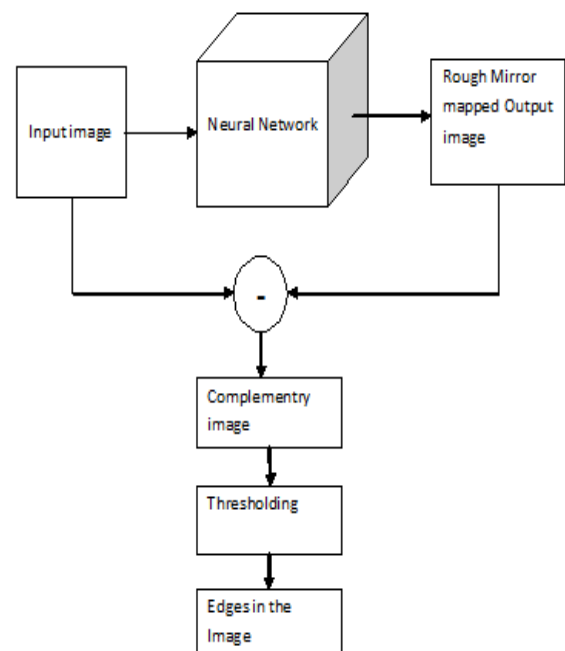 Input image
Neural Network
Rough Mirror
mapped Output
image
-
Complementry
image
Thresholding
Edges in the
Image